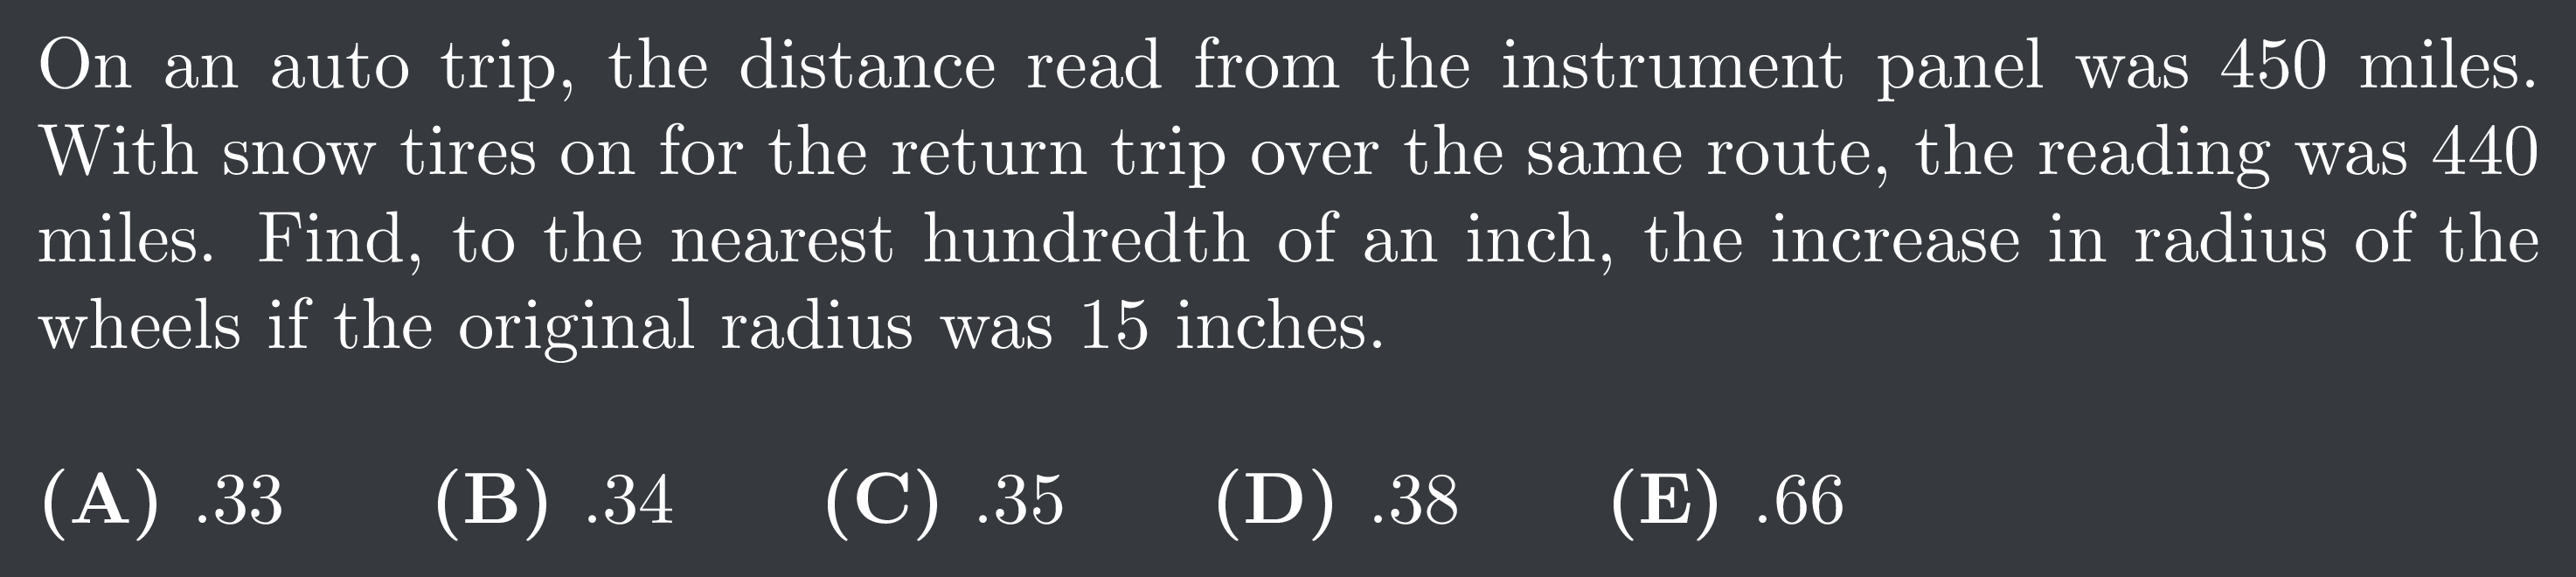 On an auto trip, the distance read from the instrument panel was 450 miles.
With snow tires on for the return trip over the same route, the reading was 440
miles. Find, to the nearest hundredth of an inch, the increase in radius of the
wheels if the original radius was 15 inches.
(A) .33 (B) .34 (C) .35 (D) .38 (E) .66